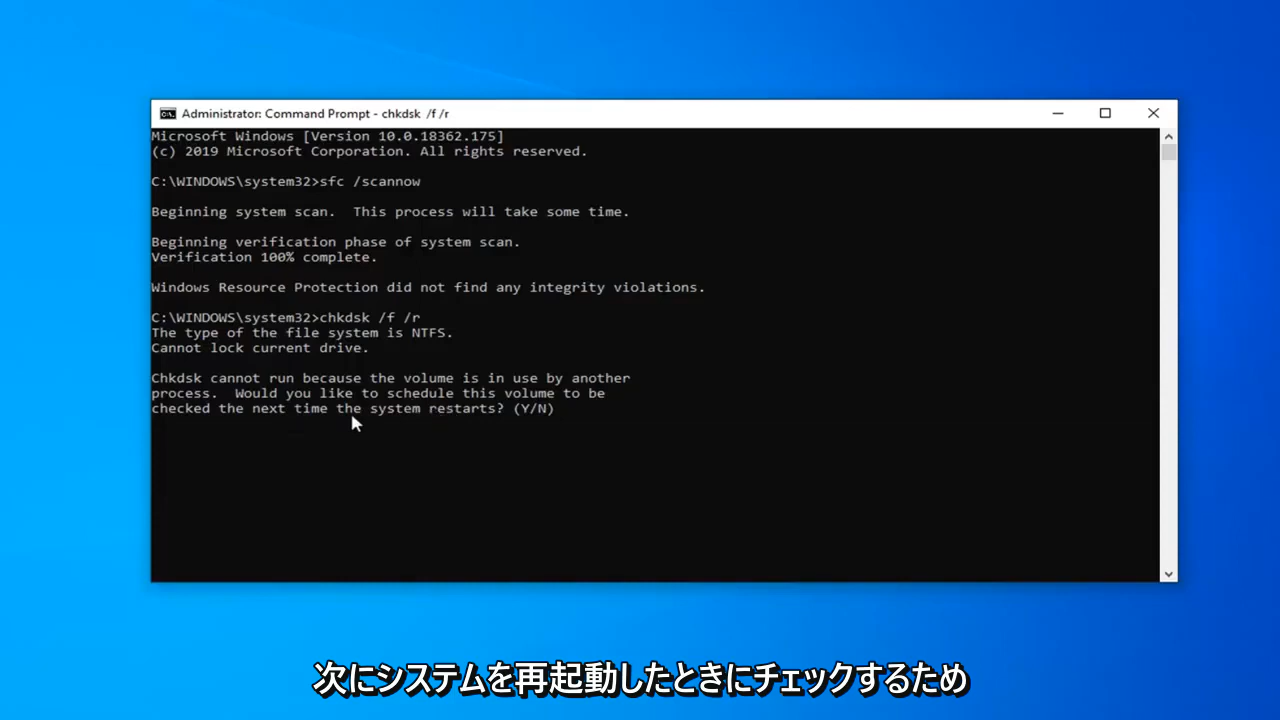 Administrator: Command Prompt - chkdsk /f /r
Microsoft Windows [Version 10.0.18362.175]
(c) 2019 Microsoft Corporation. All rights reserved.
C:\WINDOWS\system32>sfc /scannow
Beginning system scan.  This process will take some time.
Beginning verification phase of system scan.
Verification 100% complete.
Windows Resource Protection did not find any integrity violations.
C:\WINDOWS\system32>chkdsk /f /r
The type of the file system is NTFS.
Cannot lock current drive.
Chkdsk cannot run because the volume is in use by another
process.  Would you like to schedule this volume to be
checked the next time the system restarts? (Y/N)
次にシステムを再起動したときにチェックするため